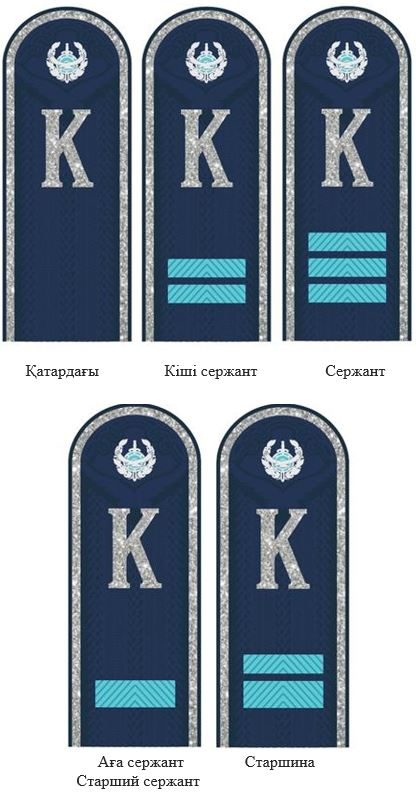 К К К
Қатардағы Кіші сержант Сержант
К К
Аға сержант Старшина
Старший сержант